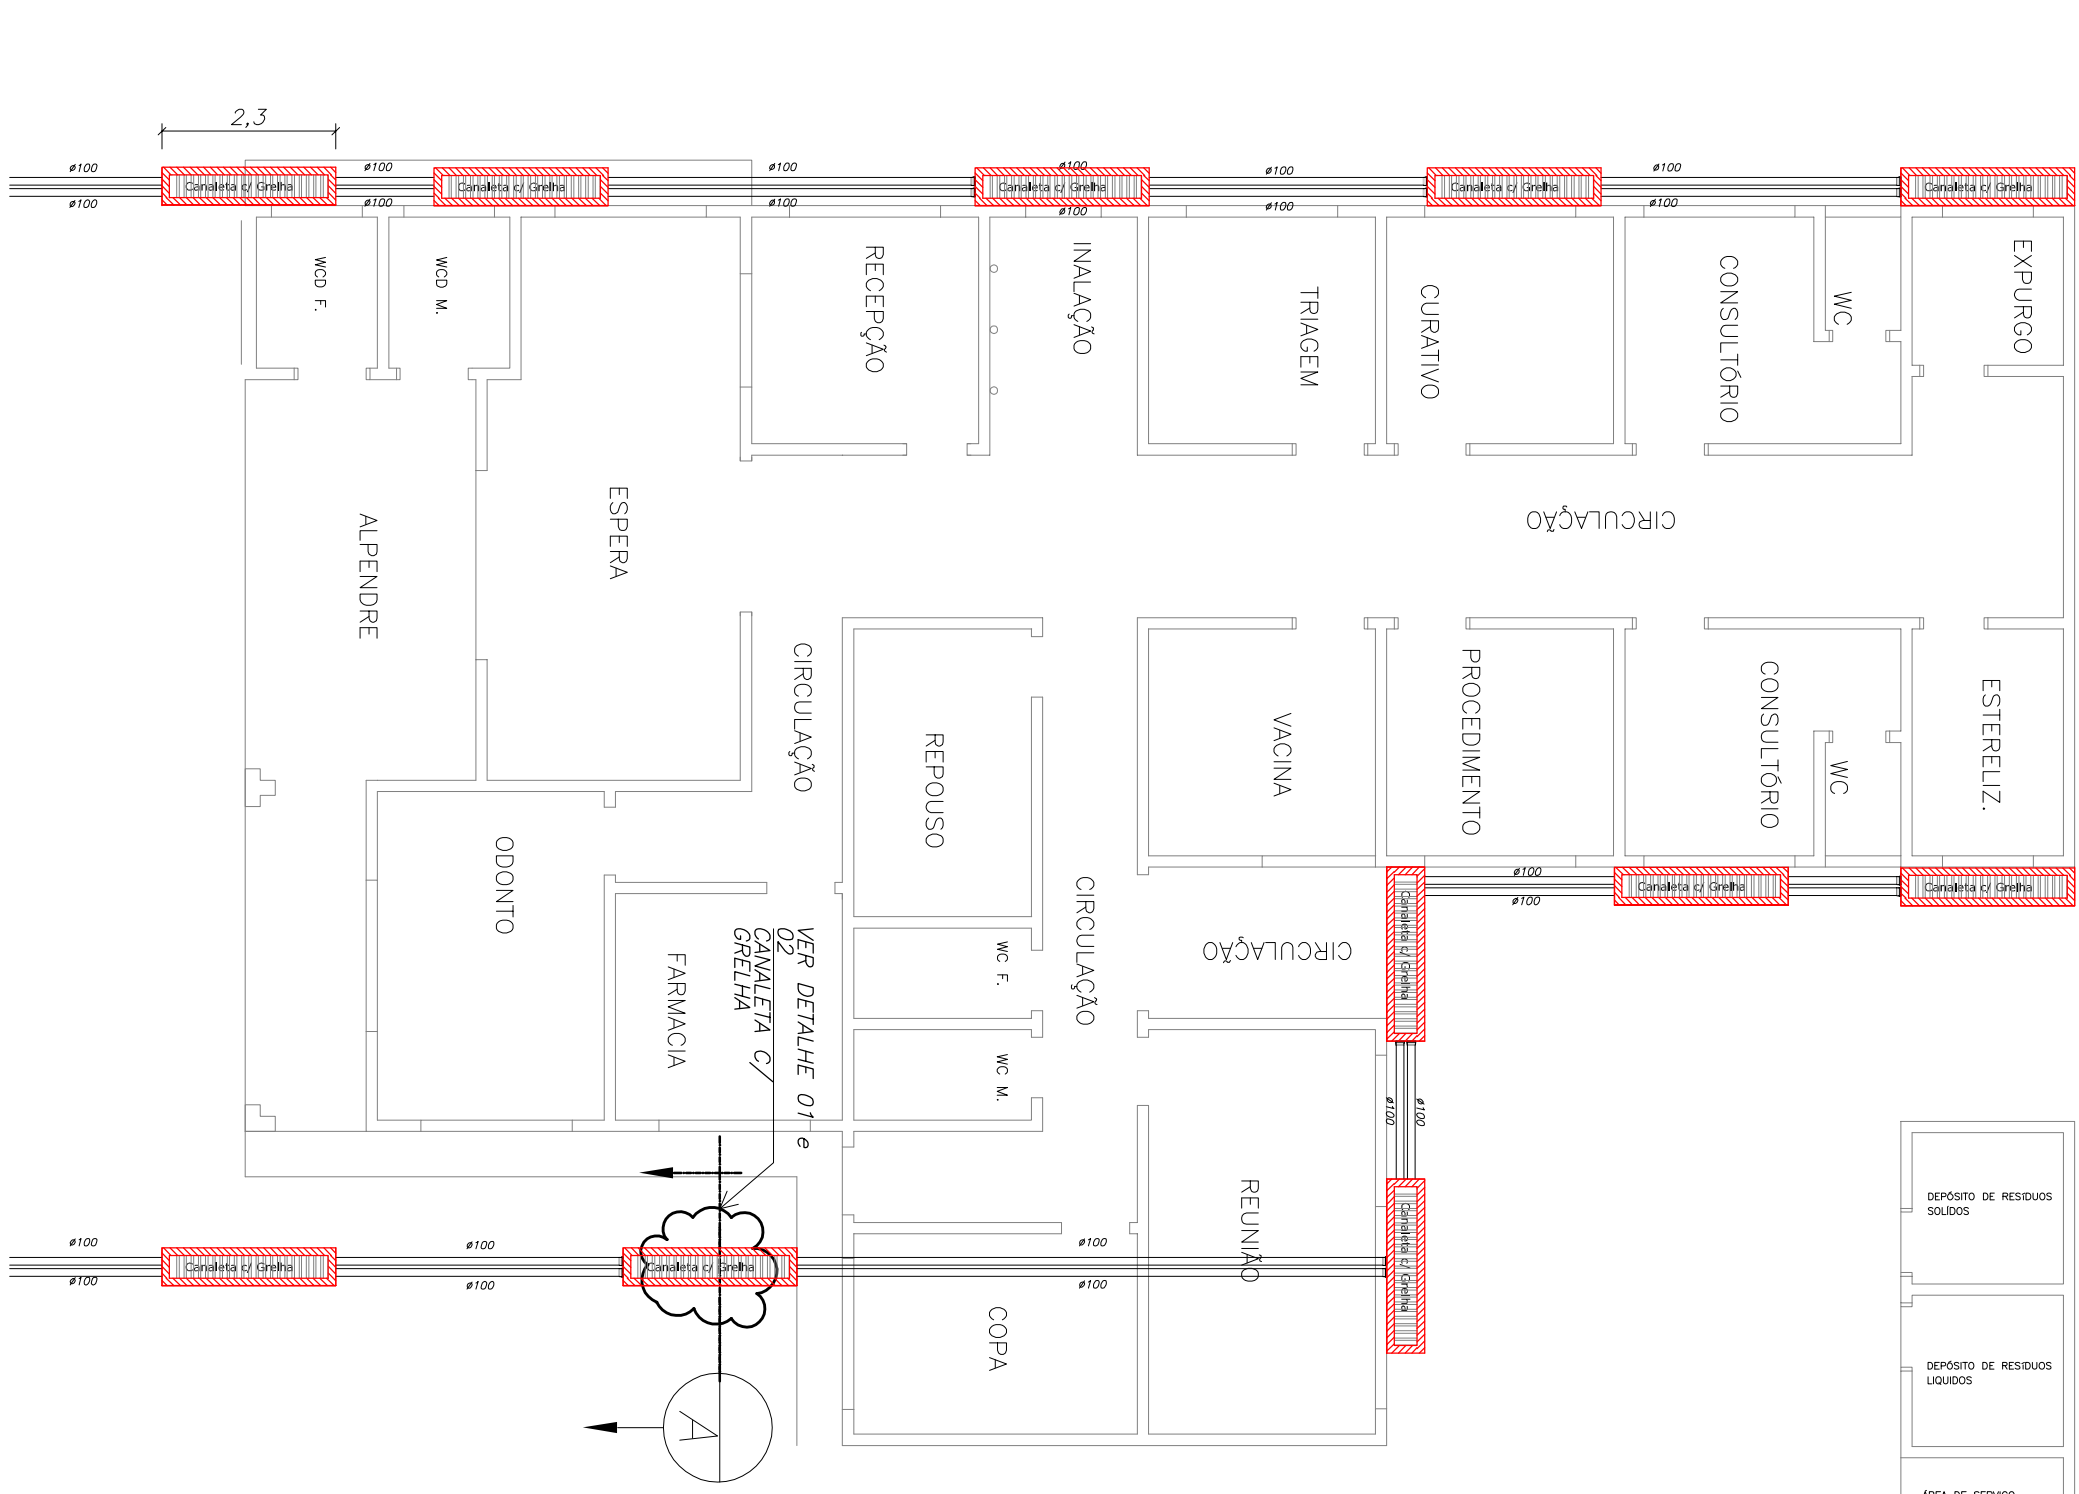 2,3
ø100
ø100
ø100
ø100
ø100
ø100
Canaleta c/ Grelha
Canaleta c/ Grelha
Canaleta c/ Grelha
Canaleta c/ Grelha
Canaleta c/ Grelha
ø100
ø100
ø100
ø100
ø100
ø100
WCD F.
WCD M.
RECEPÇÃO
INALAÇÃO
TRIAGEM
CURATIVO
CONSULTÓRIO
WC
EXPURGO
ALPENDRE
ESPERA
CIRCULAÇÃO
CIRCULAÇÃO
REPOUSO
VACINA
PROCEDIMENTO
CONSULTÓRIO
WC
ESTERELIZ.
ODONTO
FARMACIA
VER DETALHE 01 e
02
CANALETA C/
GRELHA
WC F.
WC M.
CIRCULAÇÃO
CIRCULAÇÃO
ø100
Canaleta c/ Grelha
Canaleta c/ Grelha
ø100
Canaleta c/ Grelha
ø100
ø100
REUNIÃO
Canaleta c/ Grelha
DEPÓSITO DE RESíDUOS
SOLÍDOS
DEPÓSITO DE RESíDUOS
LIQUIDOS
ÁREA DE SERVIÇO
ø100
ø100
ø100
Canaleta c/ Grelha
Canaleta c/ Grelha
ø100
ø100
ø100
COPA
A